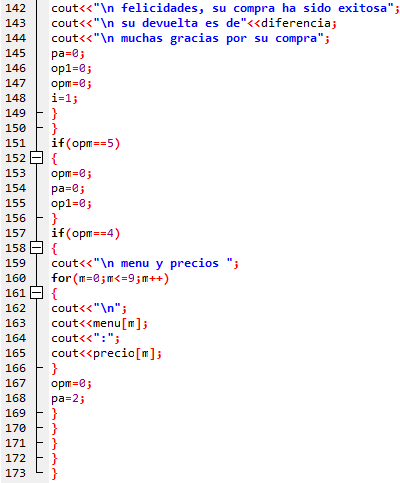 142 cout<<"\n felicidades, su compra ha sido exitosa";
143 cout<<"\n su devuelta es de"<<diferencia;
144 cout<<"\n muchas gracias por su compra";
145 pa=0;
146 op1=0;
147 opm=0;
148 i=1;
149 }
150 }
151 if(opm==5)
152 {
153 opm=0;
154 pa=0;
155 op1=0;
156 }
157 if(opm==4)
158 {
159 cout<<"\n menu y precios ";
160 for(m=0;m<=9;m++)
161 {
162 cout<<"\n";
163 cout<<menu[m];
164 cout<<":";
165 cout<<precio[m];
166 }
167 opm=0;
168 pa=2;
169 }
170 }
171 }
172 }
173 }